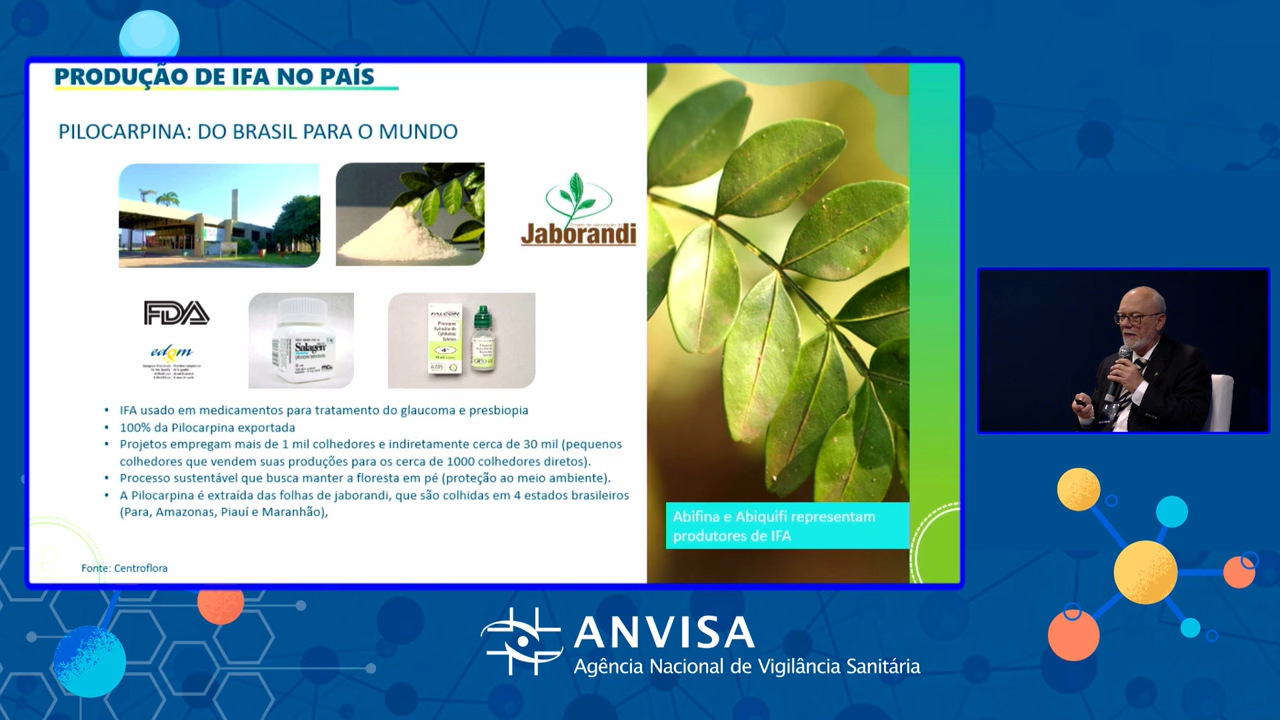 PRODUÇÃO DE IFA NO PAÍS
PILOCARPINA: DO BRASIL PARA O MUNDO
Jaborandi
FDA
edqm
Salagen
FALCON
Pilocarpine
4%
• IFA usado em medicamentos para tratamento do glaucoma e presbiopia
• 100% da Pilocarpina exportada
• Projetos empregam mais de 1 mil colhedores e indiretamente cerca de 30 mil (pequenos
colhedores que vendem suas produções para os cerca de 1000 colhedores diretos).
• Processo sustentável que busca manter a floresta em pé (proteção ao meio ambiente).
• A Pilocarpina é extraída das folhas de jaborandi, que são colhidas em 4 estados brasileiros
(Para, Amazonas, Piauí e Maranhão),
Fonte: Centroflora
Abifina e Abiquifi representam
produtores de IFA
ANVISA
Agência Nacional de Vigilância Sanitária